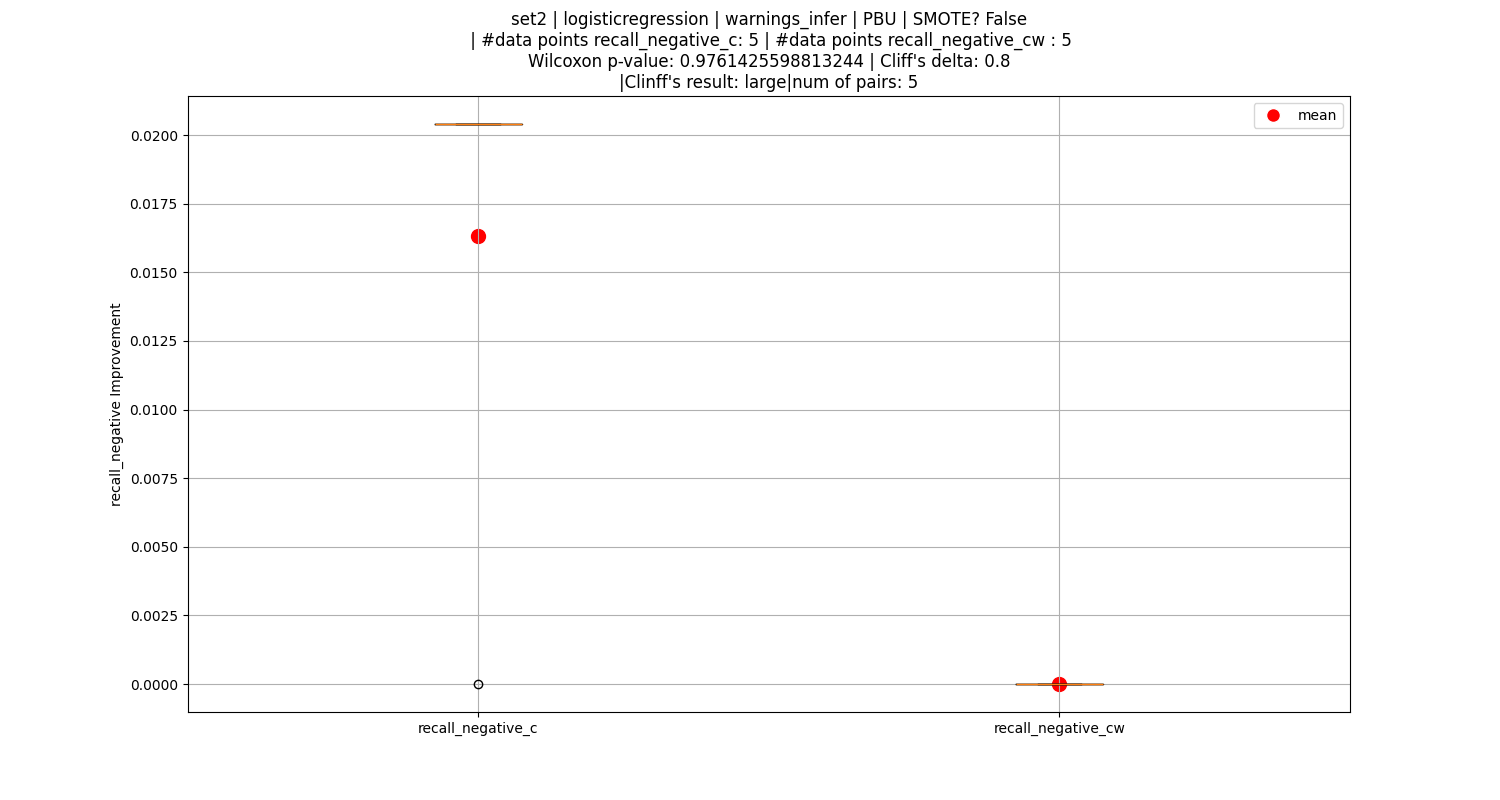 set2 | logisticregression | warnings_infer | PBU | SMOTE? False
| #data points recall_negative_c: 5 | #data points recall_negative_cw : 5
Wilcoxon p-value: 0.9761425598813244 | Cliff's delta: 0.8
|Clinff's result: large|num of pairs: 5
mean
0.0200
0.0175
0.0150
0.0125
0.0100
0.0075
0.0050
0.0025
0.0000
recall_negative Improvement
recall_negative_c
recall_negative_cw